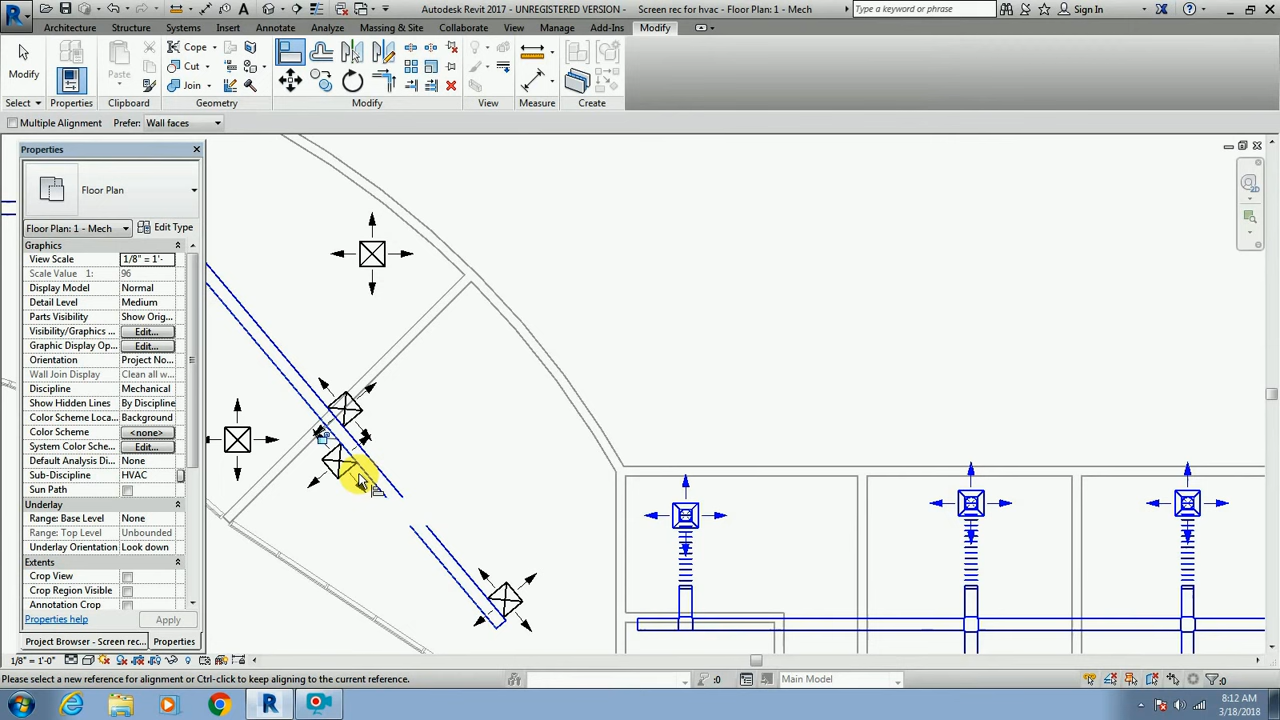 Autodesk Revit 2017 - UNREGISTERED VERSION - Screen rec for hvac - Floor Plan: 1 - Mech
Type a keyword or phrase
Sign In
Architecture Structure Systems Insert Annotate Analyze Massing & Site Collaborate View Manage Add-Ins Modify
Modify
Paste
Cope
Cut
Join
Select Properties Clipboard Geometry Modify View Measure Create
Multiple Alignment Prefer: Wall faces
Properties
Floor Plan
Floor Plan: 1 - Mech Edit Type
Graphics
View Scale 1/8" = 1'-
Scale Value 1: 96
Display Model Normal
Detail Level Medium
Parts Visibility Show Orig...
Visibility/Graphics ... Edit...
Graphic Display Op... Edit...
Orientation Project No...
Wall Join Display Clean all w...
Discipline Mechanical
Show Hidden Lines By Discipline
Color Scheme Loca... Background
Color Scheme <none>
System Color Sche... Edit...
Default Analysis Di... None
Sub-Discipline HVAC
Sun Path
Underlay
Range: Base Level None
Range: Top Level Unbounded
Underlay Orientation Look down
Extents
Crop View
Crop Region Visible
Annotation Crop
Properties help Apply
Project Browser - Screen rec... Properties
1/8" = 1'-0"
Please select a new reference for alignment or Ctrl-click to keep aligning to the current reference.
:0
Main Model
:0
8:12 AM
3/18/2018